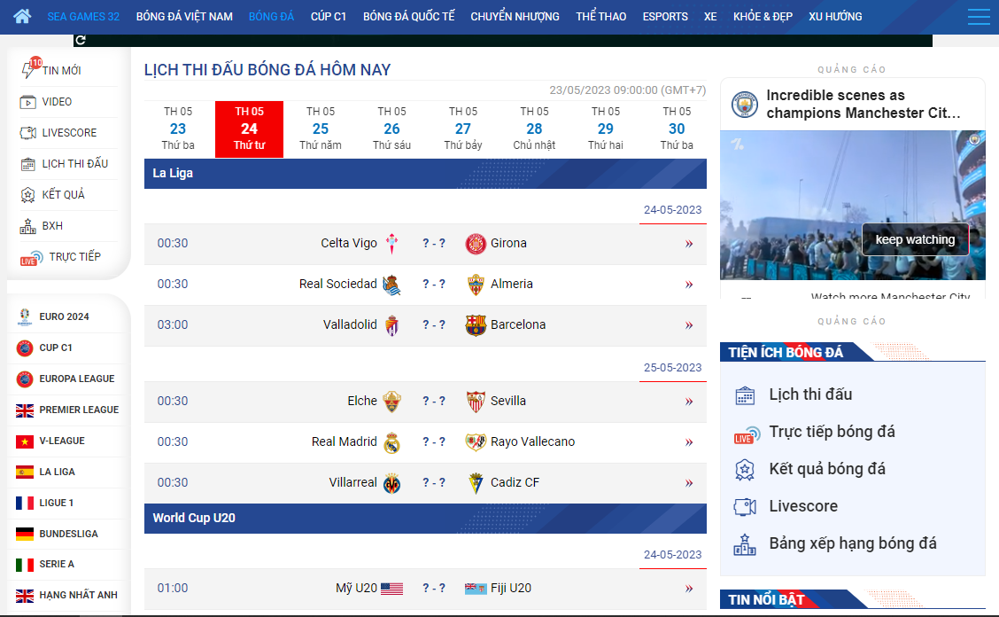 SEA GAMES 32 BÓNG ĐÁ VIỆT NAM BÓNG ĐÁ CÚP C1 BÓNG ĐÁ QUỐC TẾ CHUYỂN NHƯỢNG THỂ THAO ESPORTS XE KHỎE & ĐẸP XU HƯỚNG
10
TIN MỚI
VIDEO
LIVESCORE
LỊCH THI ĐẤU
KẾT QUẢ
BXH
LIVE TRỰC TIẾP
EURO 2024
CUP C1
EUROPA LEAGUE
PREMIER LEAGUE
V-LEAGUE
LA LIGA
LIGUE 1
BUNDESLIGA
SERIE A
HẠNG NHẤT ANH
LỊCH THI ĐẤU BÓNG ĐÁ HÔM NAY
23/05/2023 09:00:00 (GMT+7)
TH 05 TH 05 TH 05 TH 05 TH 05 TH 05 TH 05 TH 05
23 24 25 26 27 28 29 30
Thứ ba Thứ tư Thứ năm Thứ sáu Thứ bảy Chủ nhật Thứ hai Thứ ba
La Liga
24-05-2023
00:30 Celta Vigo ? - ? Girona »
00:30 Real Sociedad ? - ? Almeria »
03:00 Valladolid ? - ? Barcelona »
25-05-2023
00:30 Elche ? - ? Sevilla »
00:30 Real Madrid ? - ? Rayo Vallecano »
00:30 Villarreal ? - ? Cadiz CF »
World Cup U20
24-05-2023
01:00 Mỹ U20 ? - ? Fiji U20 »
QUẢNG CÁO
Incredible scenes as
champions Manchester Cit...
keep watching
Watch more Manchester City
QUẢNG CÁO
TIỆN ÍCH BÓNG ĐÁ
Lịch thi đấu
LIVE Trực tiếp bóng đá
Kết quả bóng đá
Livescore
Bảng xếp hạng bóng đá
TIN NỔI BẬT